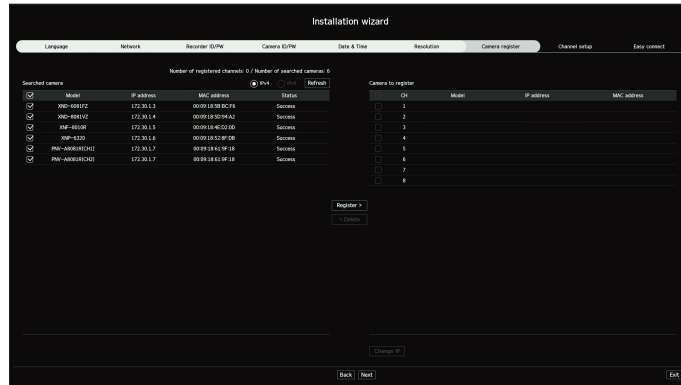 Installation wizard
Language Network Recorder ID/PW Camera ID/PW Date & Time Resolution Camera register Channel setup Easy connect
Number of registered channels: 0 / Number of searched cameras: 6
Searched camera IPv4 IPv6 Refresh Camera to register
Model IP address MAC address Status CH Model IP address MAC address
XND-6081FZ 172.30.1.3 00:09:18:5B:BC:F6 Success 1
XND-8081VZ 172.30.1.4 00:09:18:5D:94:A2 Success 2
XNF-8010R 172.30.1.5 00:09:18:4E:D2:0D Success 3
XNP-6320 172.30.1.6 00:09:18:52:8F:DB Success 4
PNV-A8081R(CH1) 172.30.1.7 00:09:18:61:9F:18 Success 5
PNV-A8081R(CH2) 172.30.1.7 00:09:18:61:9F:18 Success 6
7
8
Register >
< Delete
Change IP
Back Next Exit